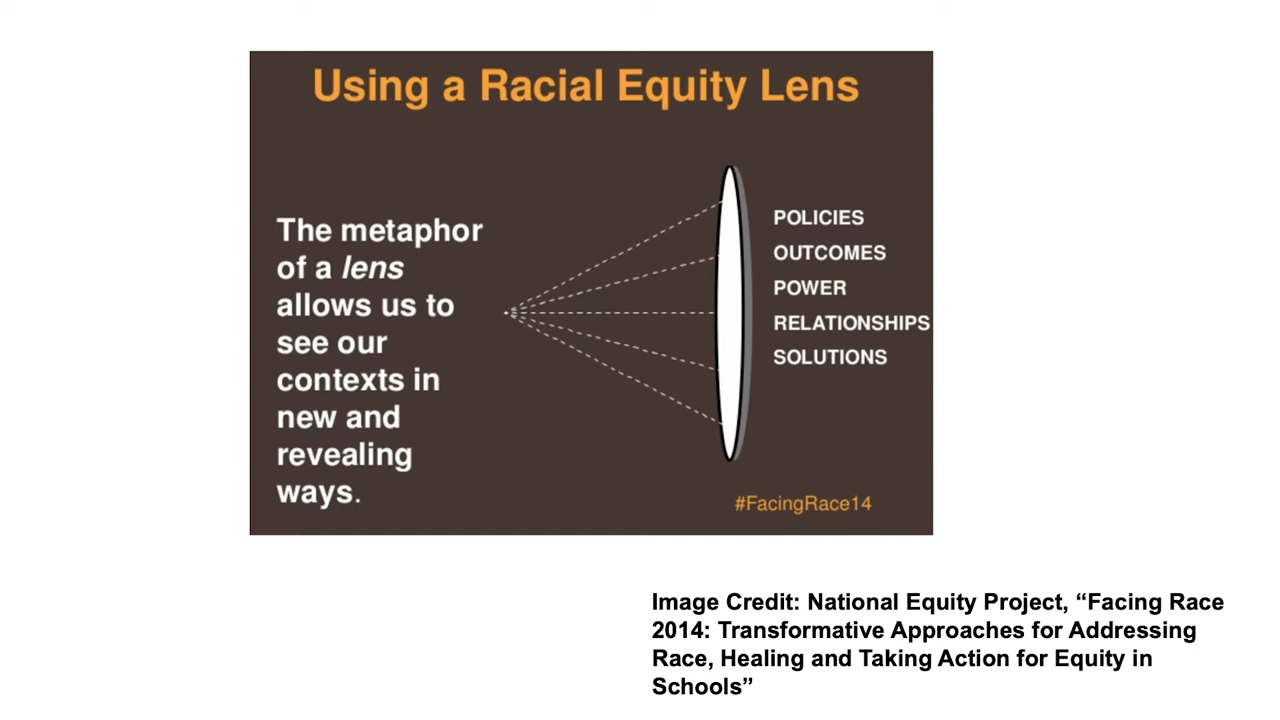 Using a Racial Equity Lens
The metaphor
of a lens
allows us to
see our
contexts in
new and
revealing
ways.
POLICIES
OUTCOMES
POWER
RELATIONSHIPS
SOLUTIONS
#FacingRace14
Image Credit: National Equity Project, “Facing Race
2014: Transformative Approaches for Addressing
Race, Healing and Taking Action for Equity in
Schools”